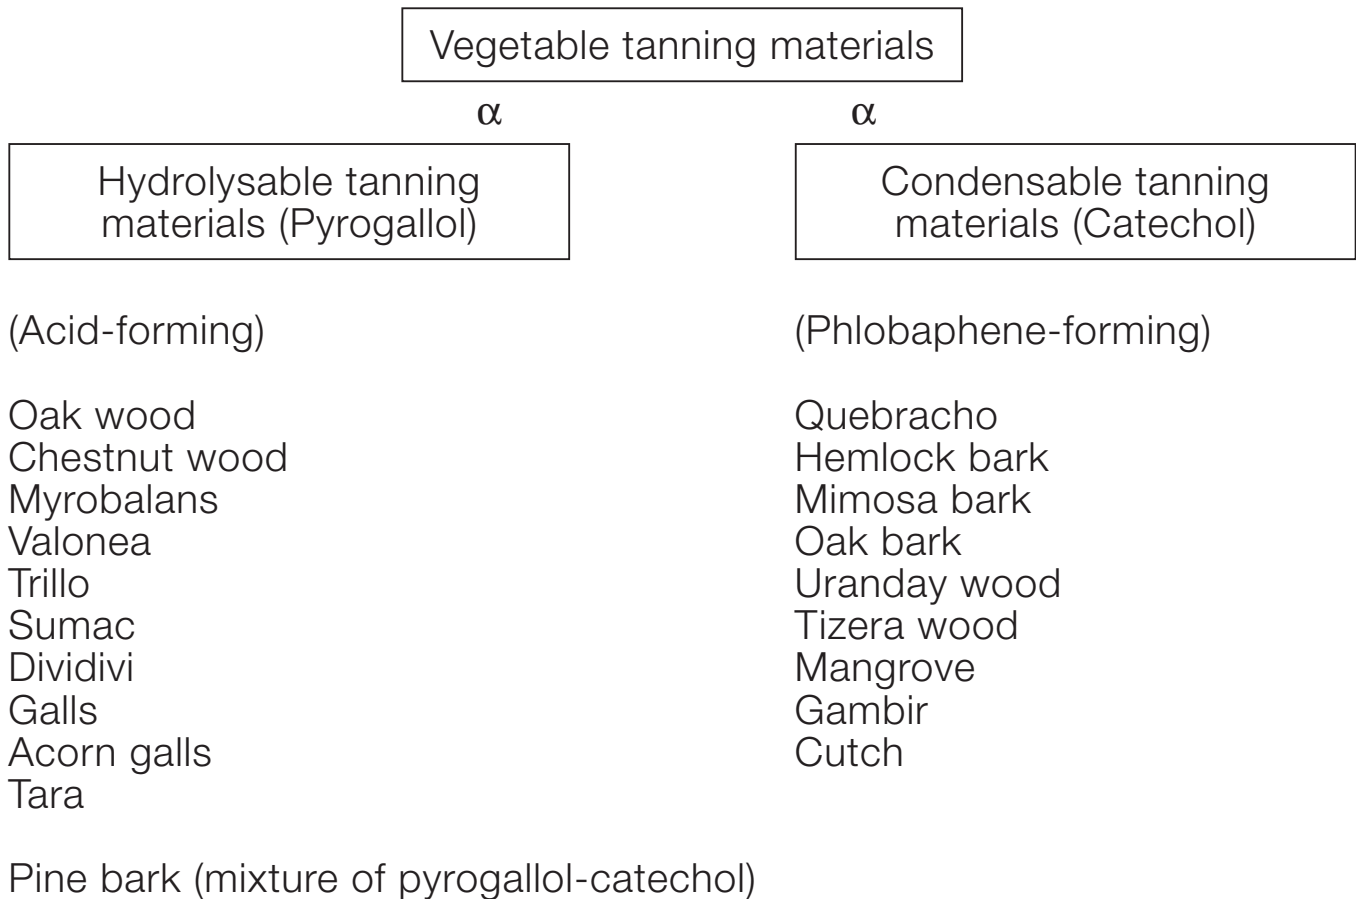 Vegetable tanning materials
α α
Hydrolysable tanning
materials (Pyrogallol)
Condensable tanning
materials (Catechol)
(Acid-forming)
Oak wood
Chestnut wood
Myrobalans
Valonea
Trillo
Sumac
Dividivi
Galls
Acorn galls
Tara
(Phlobaphene-forming)
Quebracho
Hemlock bark
Mimosa bark
Oak bark
Uranday wood
Tizera wood
Mangrove
Gambir
Cutch
Pine bark (mixture of pyrogallol-catechol)